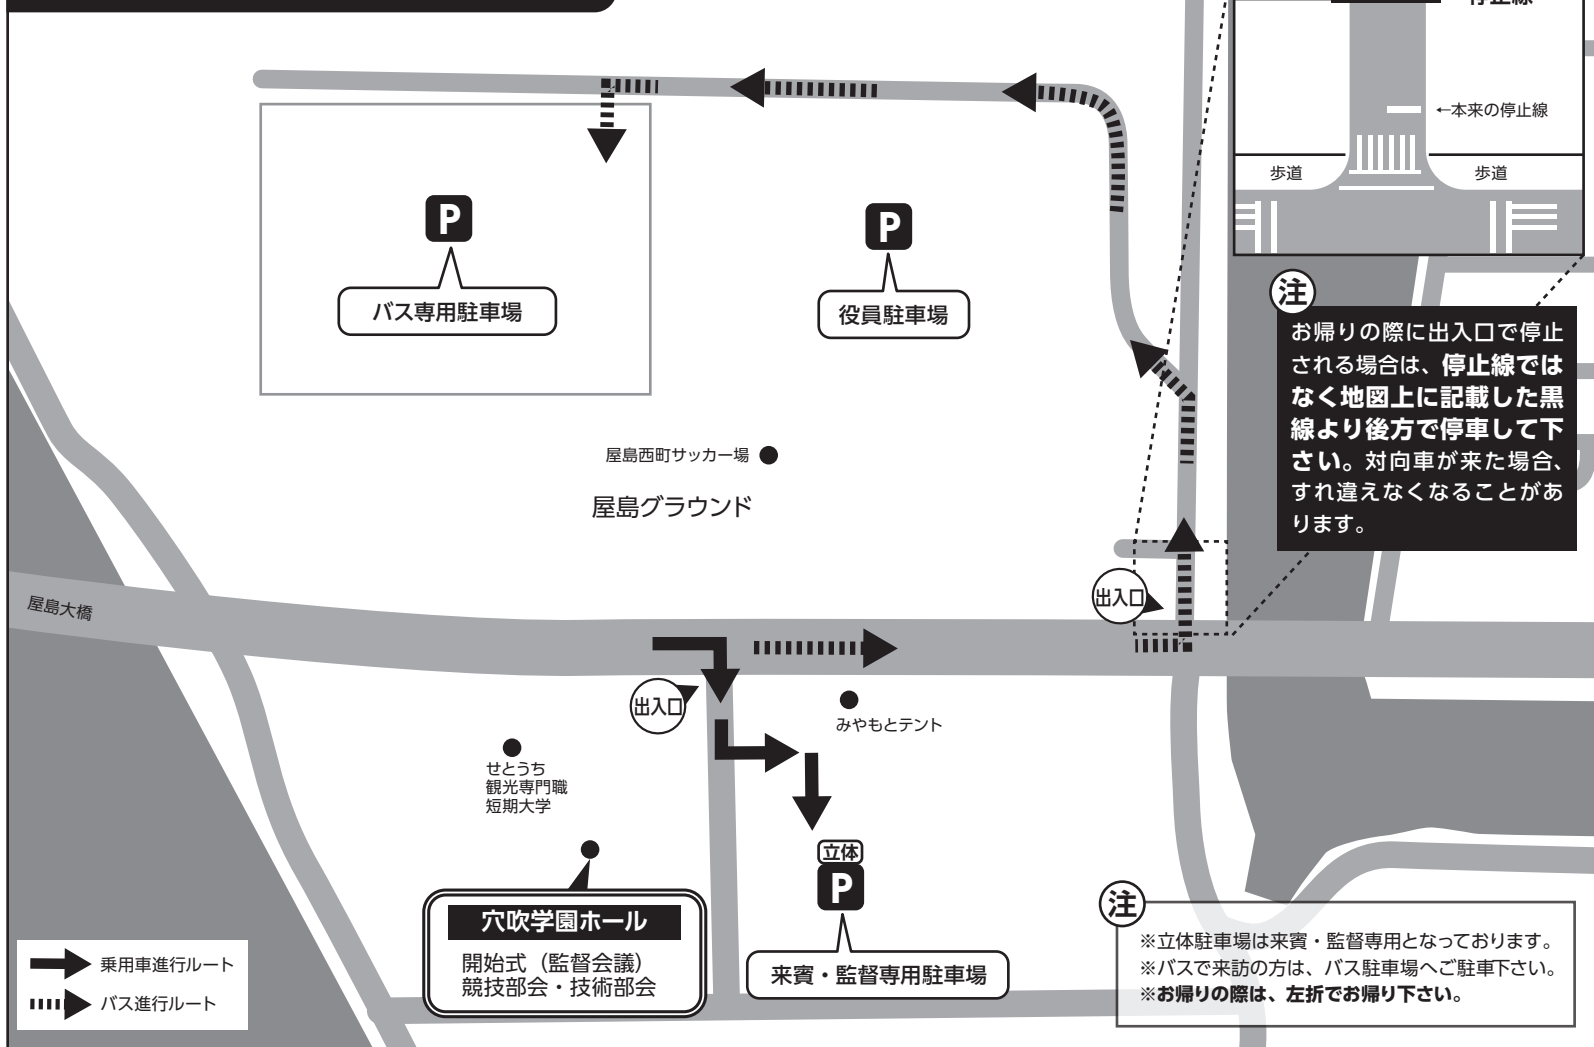 停止線
←本来の停止線
歩道
歩道
P
バス専用駐車場
P
役員駐車場
注
お帰りの際に出入口で停止
される場合は、停止線では
なく地図上に記載した黒
線より後方で停車して下
さい。対向車が来た場合、
すれ違えなくなることがあ
ります。
屋島西町サッカー場
屋島グラウンド
屋島大橋
出入口
出入口
みやもとテント
せとうち
観光専門職
短期大学
立体
P
来賓・監督専用駐車場
穴吹学園ホール
開始式（監督会議）
競技部会・技術部会
乗用車進行ルート
バス進行ルート
注
※立体駐車場は来賓・監督専用となっております。
※バスで来訪の方は、バス駐車場へご駐車下さい。
※お帰りの際は、左折でお帰り下さい。